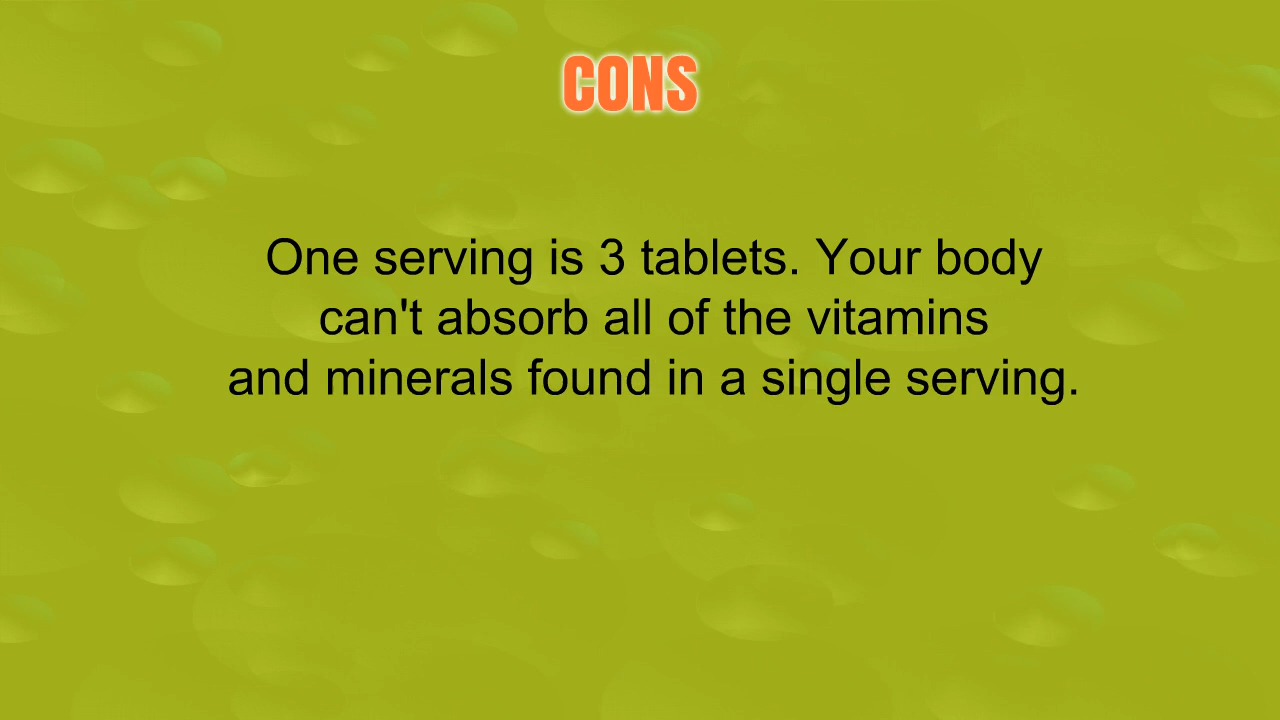 CONS
One serving is 3 tablets. Your body
can't absorb all of the vitamins
and minerals found in a single serving.